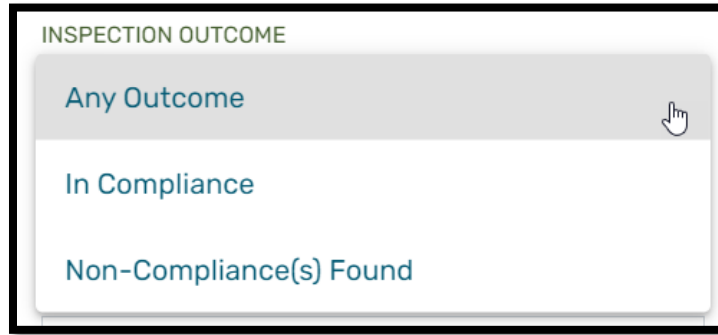 INSPECTION OUTCOME
Any Outcome
In Compliance
Non-Compliance(s) Found